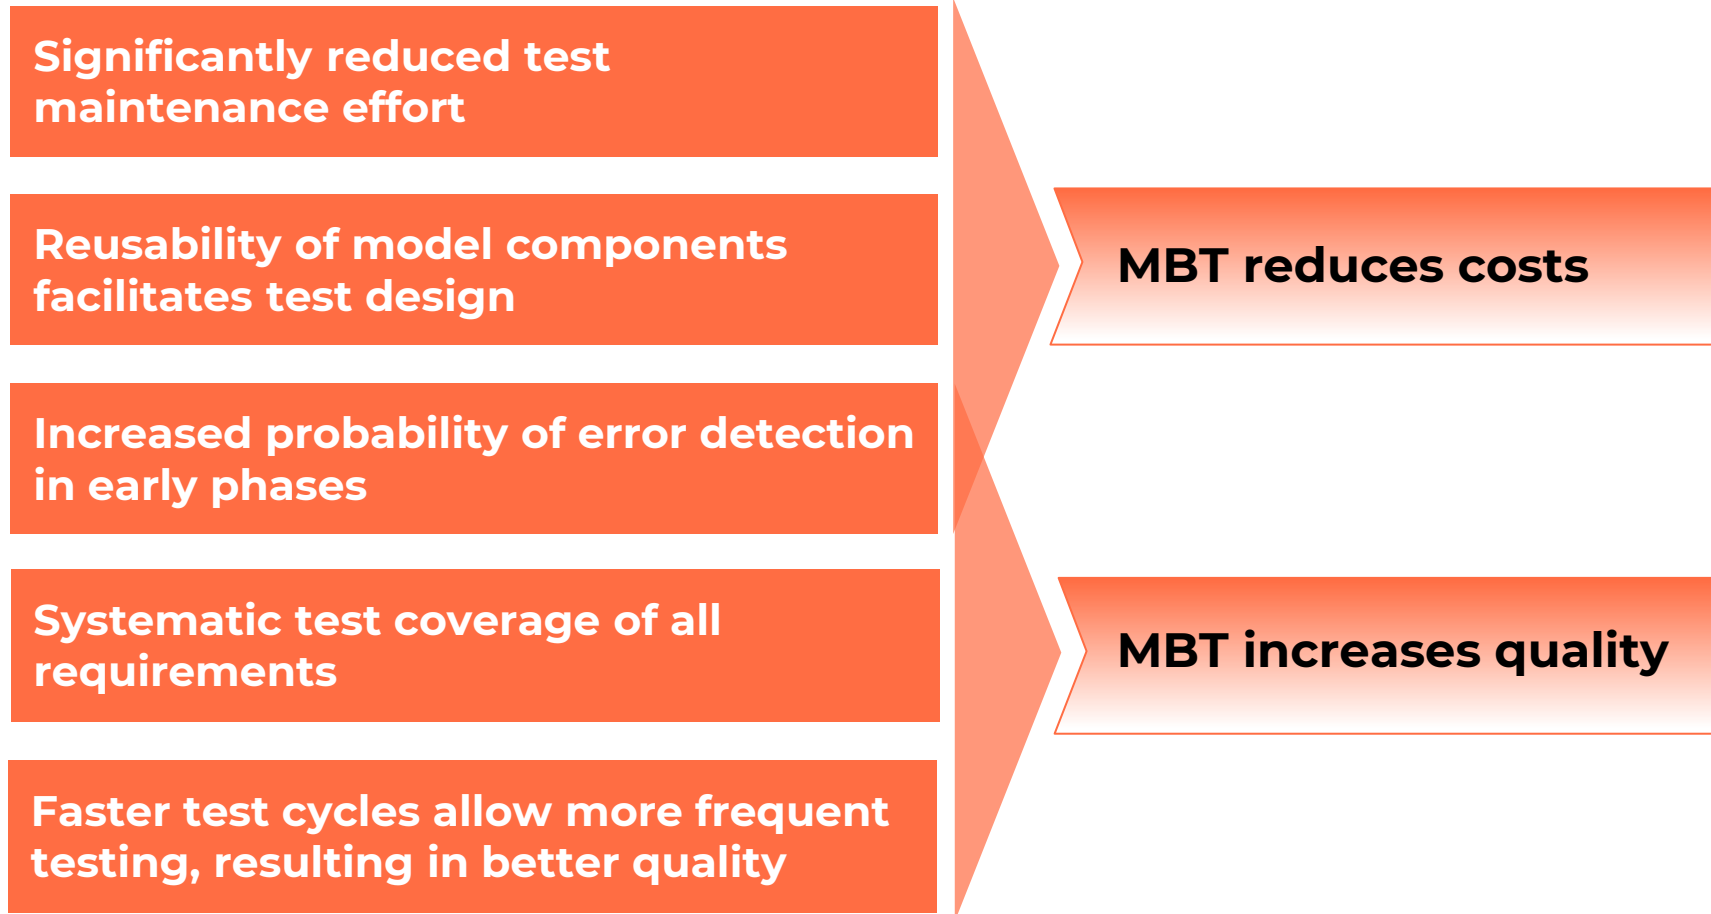 Significantly reduced test
maintenance effort
Reusability of model components
facilitates test design
Increased probability of error detection
in early phases
Systematic test coverage of all
requirements
Faster test cycles allow more frequent
testing, resulting in better quality
MBT reduces costs
MBT increases quality